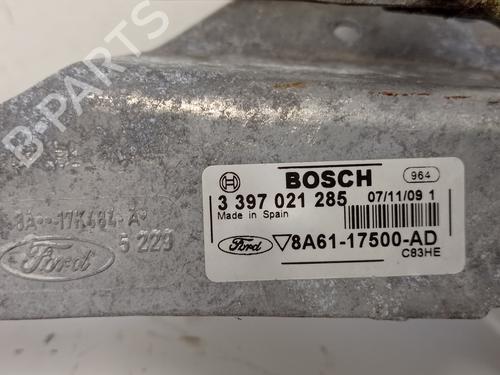 B-PARTS
BOSCH
964
3 397 021 285
07/11/09 1
Made in Spain
Ford
8A61-17500-AD
C83HE
17K484-A
5 229
Ford